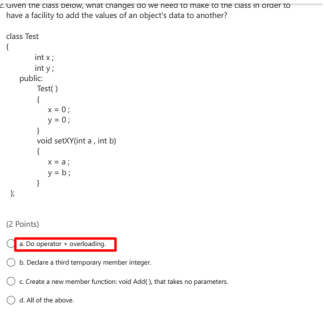 2. Given the class below, what changes do we need to make to the class in order to
have a facility to add the values of an object's data to another?
class Test
{
int x ;
int y ;
public:
Test( )
{
x = 0 ;
y = 0 ;
}
void setXY(int a , int b)
{
x = a ;
y = b ;
}
};
(2 Points)
a. Do operator + overloading.
b. Declare a third temporary member integer.
c. Create a new member function: void Add( ), that takes no parameters.
d. All of the above.